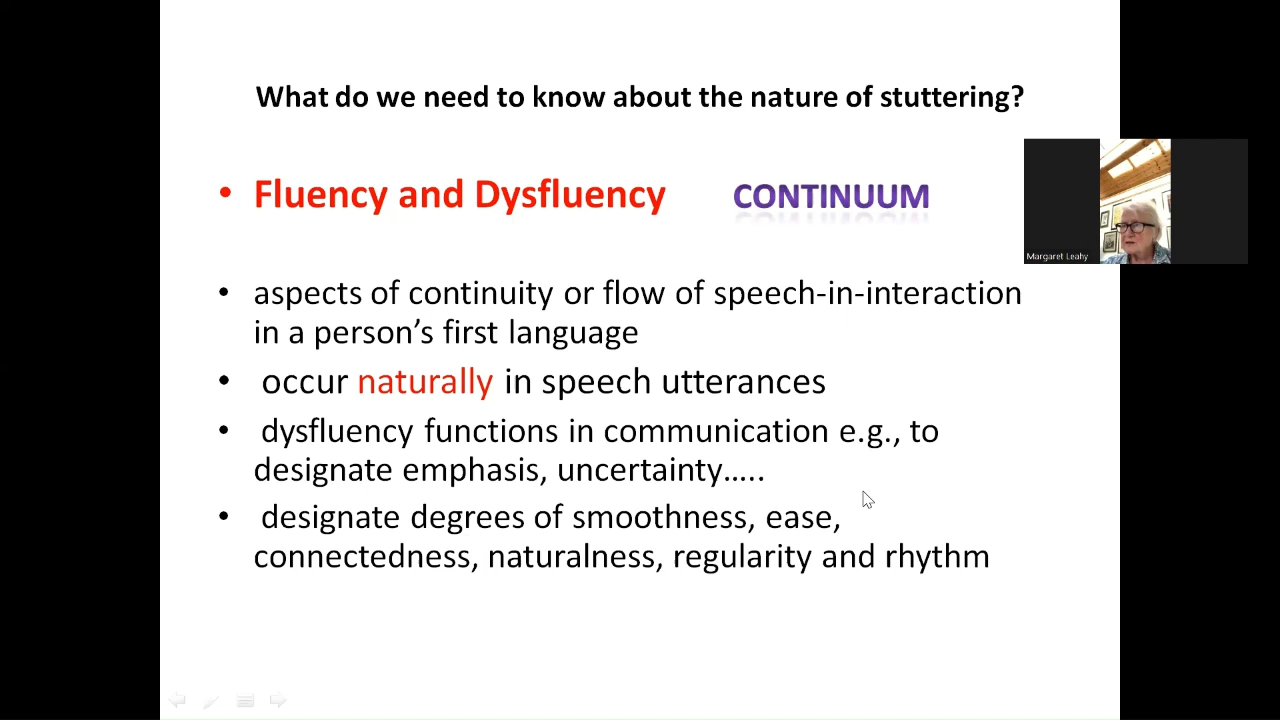 What do we need to know about the nature of stuttering?
• Fluency and Dysfluency CONTINUUM
Margaret Leahy
• aspects of continuity or flow of speech-in-interaction
in a person’s first language
• occur naturally in speech utterances
• dysfluency functions in communication e.g., to
designate emphasis, uncertainty…..
• designate degrees of smoothness, ease,
connectedness, naturalness, regularity and rhythm